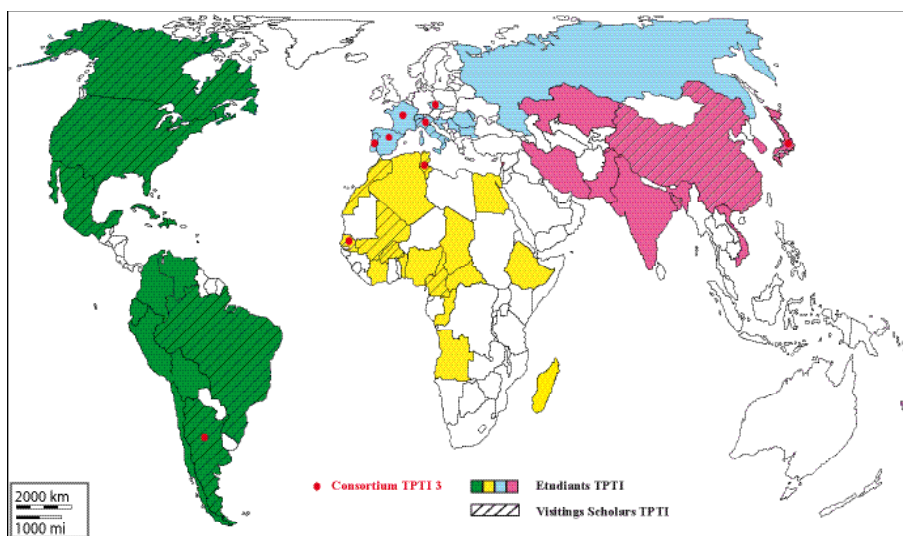 Consortium TPTI 3
Etudiants TPTI
Visitings Scholars TPTI
2000 km
1000 mi